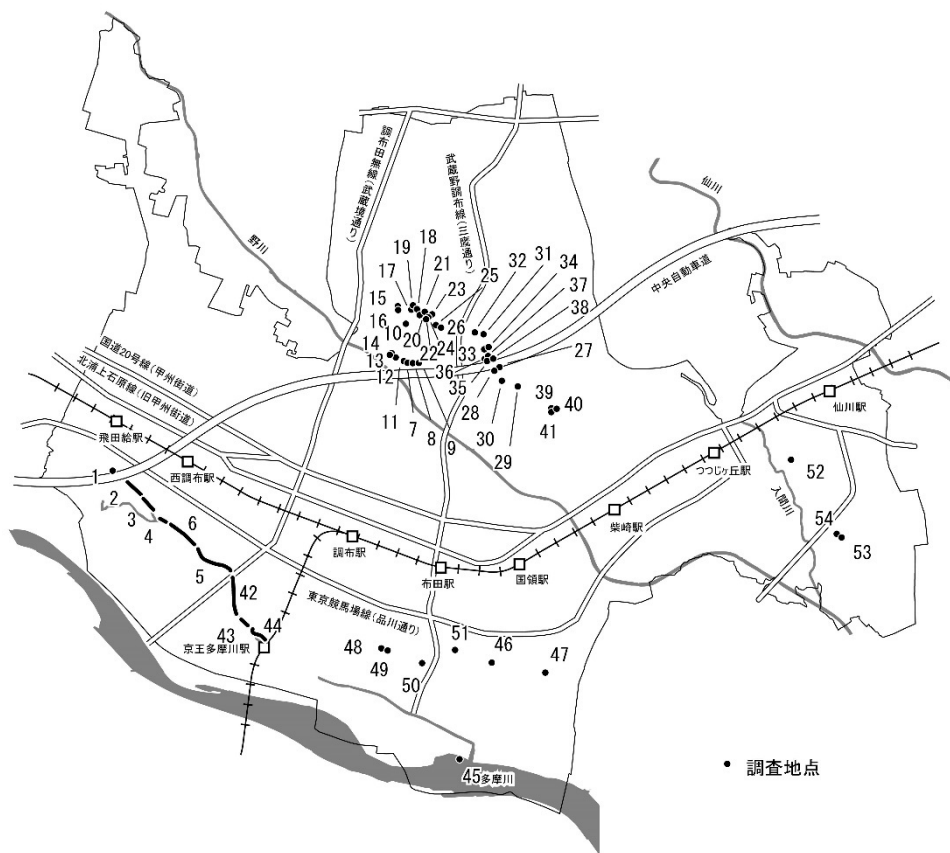 調布田無線(武蔵境通り)
武蔵野調布線(三鷹通り)
仙川
野川
中央自動車道
国道20号線(甲州街道)
北浦上石原線(旧甲州街道)
19
18
17
21
25
32
31
34
15
23
37
38
16
10
20
26
14
22
24
33
27
13
12
36
35
28
39
40
11
7
8
9
30
29
41
仙川駅
飛田給駅
西調布駅
つつじヶ丘駅
52
1
2
3
4
6
柴崎駅
入間川
54
53
調布駅
布田駅
国領駅
5
42
東京競馬場線(品川通り)
43
44
京王多摩川駅
48
49
50
51
46
47
45
多摩川
調査地点